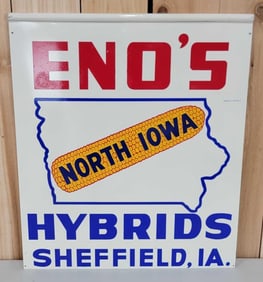 ENO'S
NORTH IOWA
HYBRIDS
SHEFFIELD, IA.